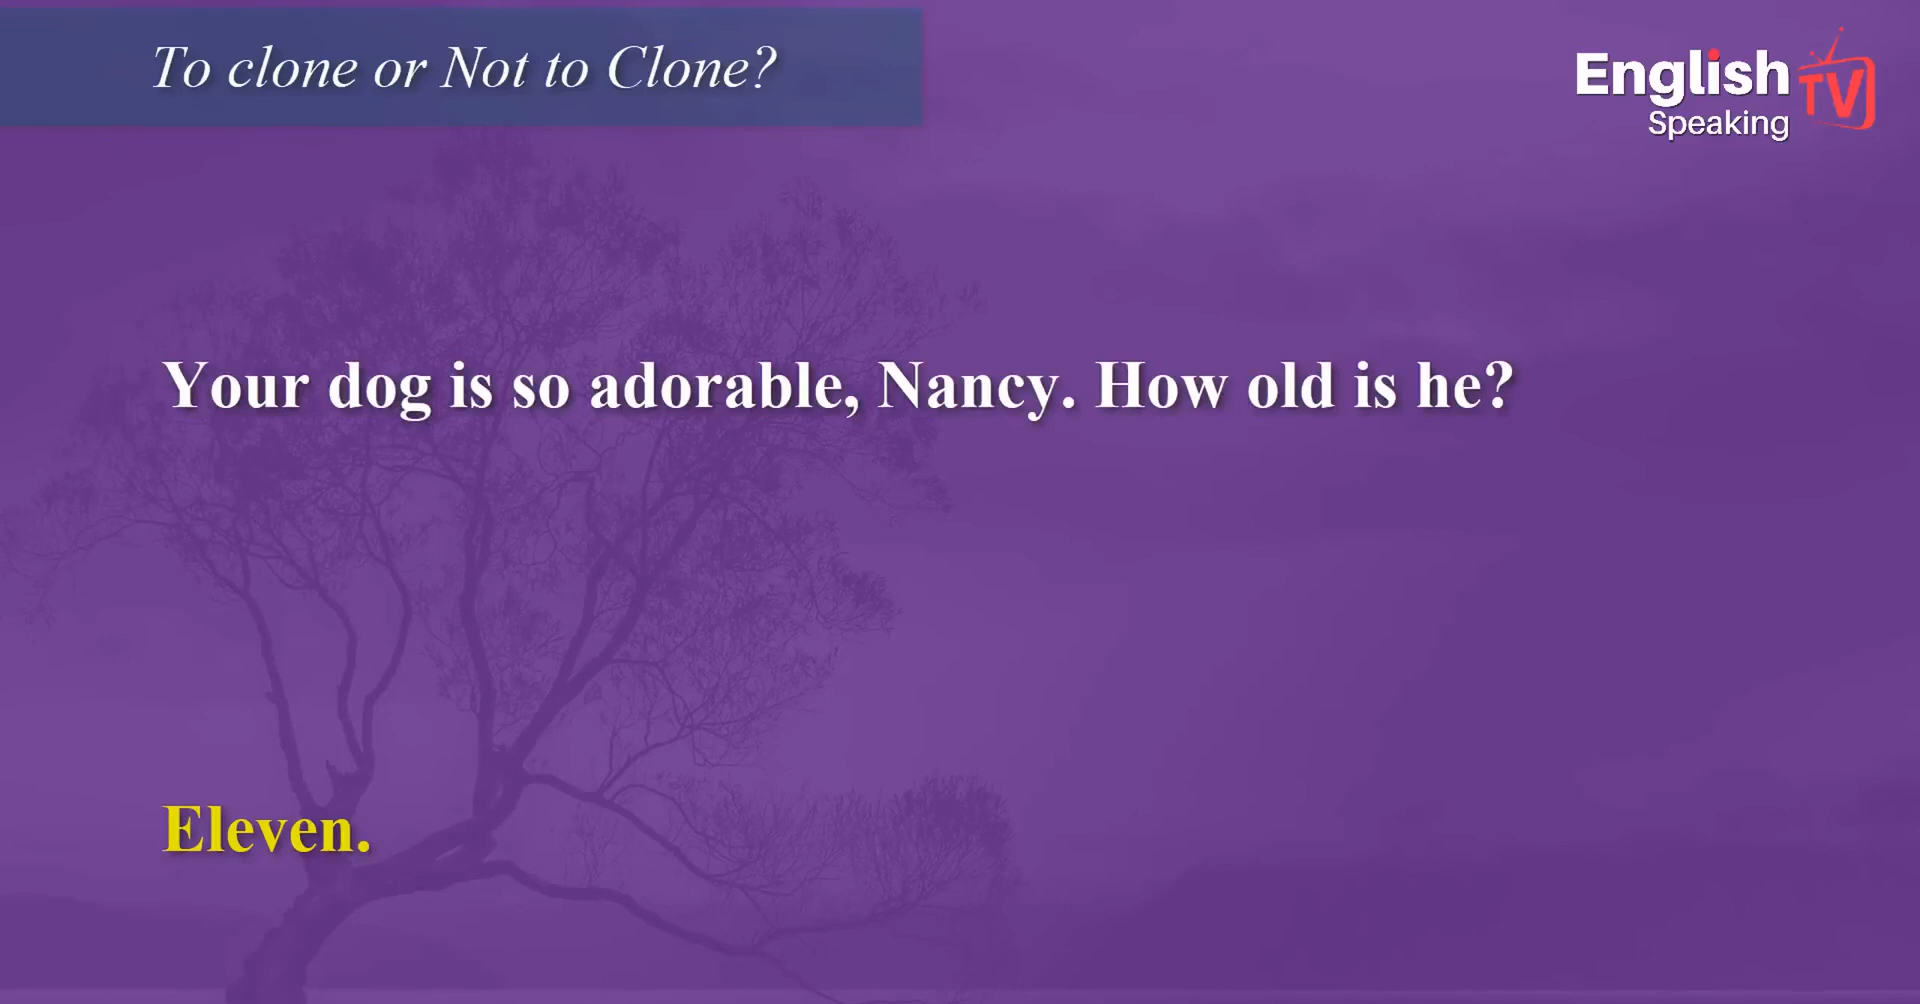 To clone or Not to Clone?
English
Speaking
TV
Your dog is so adorable, Nancy. How old is he?
Eleven.